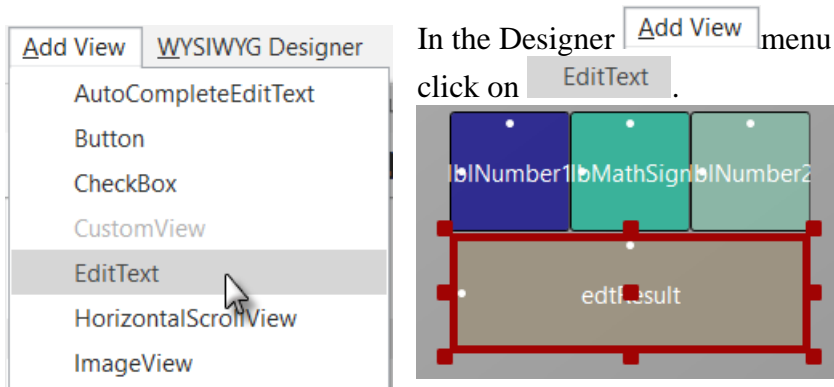 Add View WYSIWYG Designer
AutoCompleteEditText
Button
CheckBox
CustomView
EditText
HorizontalScrollView
ImageView
In the Designer Add View menu
click on EditText .
lblNumber1 lbMathSign lblNumber2
edtResult